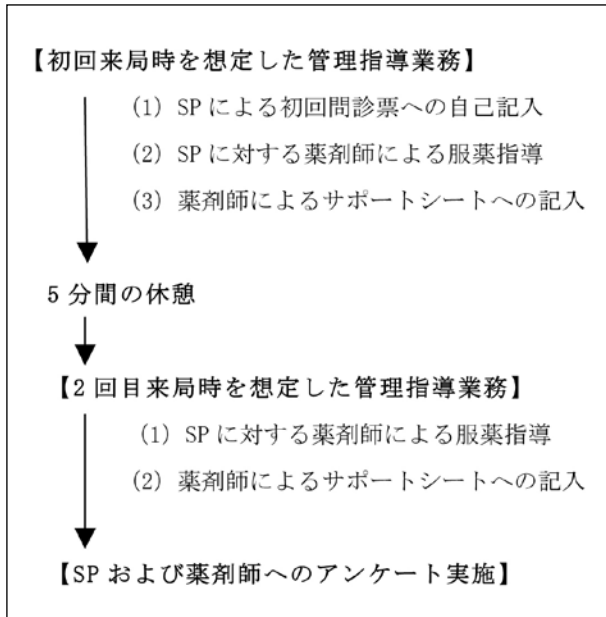 【初回来局時を想定した管理指導業務】
(1) SP による初回問診票への自己記入
(2) SP に対する薬剤師による服薬指導
(3) 薬剤師によるサポートシートへの記入
5 分間の休憩
【2 回目来局時を想定した管理指導業務】
(1) SP に対する薬剤師による服薬指導
(2) 薬剤師によるサポートシートへの記入
【SP および薬剤師へのアンケート実施】